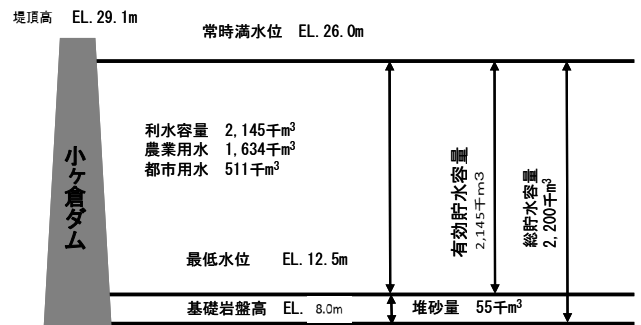 堤頂高 EL.29.1m
常時満水位 EL.26.0m
小ヶ倉ダム
利水容量 2,145千m³
農業用水 1,634千m³
都市用水 511千m³
有効貯水容量
2,145千m3
総貯水容量
2,200千m³
最低水位 EL.12.5m
基礎岩盤高 EL. 8.0m
堆砂量 55千m³